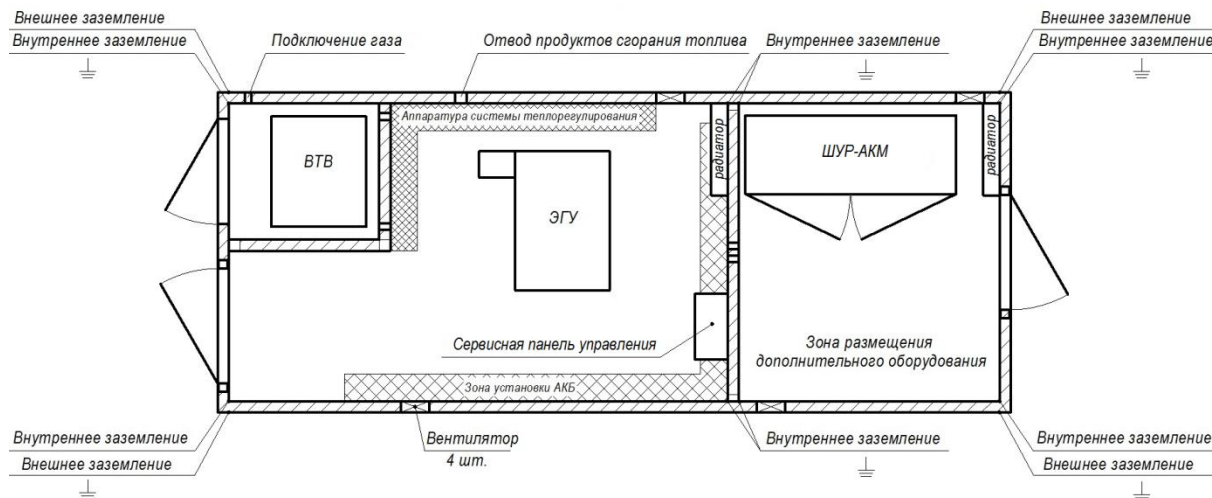 Внешнее заземление
Внутреннее заземление
Подключение газа
Отвод продуктов сгорания топлива
Внутреннее заземление
Внешнее заземление
Внутреннее заземление
Аппаратура системы теплорегулирования
ВТВ
ЭГУ
радиатор
ШУР-АКМ
радиатор
Сервисная панель управления
Зона размещения
дополнительного оборудования
Зона установки АКБ
Внутреннее заземление
Внешнее заземление
Вентилятор
4 шт.
Внутреннее заземление
Внутреннее заземление
Внешнее заземление